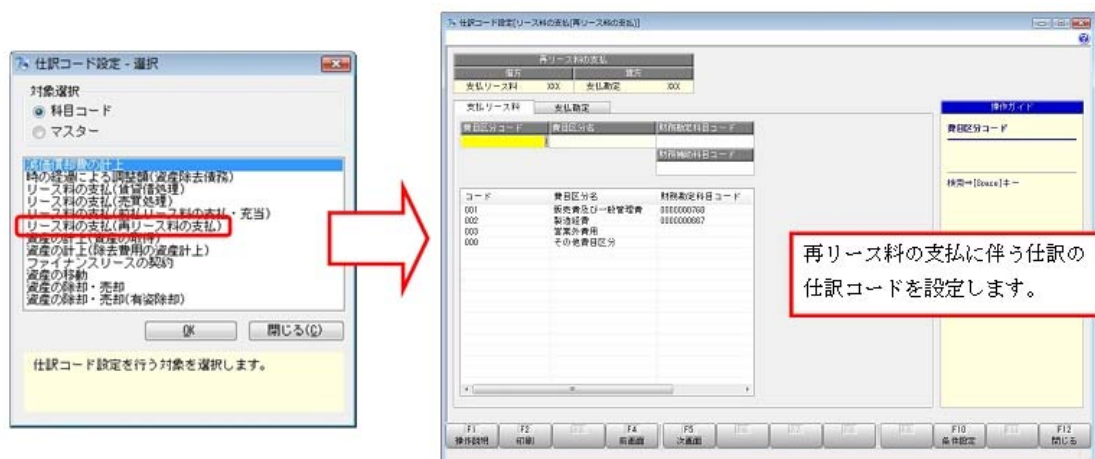 仕訳コード設定 - 選択
対象選択
科目コード
マスター
減価償却費の計上
時の経過による調整額(資産除去債務)
リース料の支払(賃貸借処理)
リース料の支払(売買処理)
リース料の支払(前払リース料の支払・充当)
リース料の支払(再リース料の支払)
資産の計上(資産の取得)
資産の計上(除去費用の資産計上)
ファイナンスリースの契約
資産の移動
資産の除却・売却
資産の除却・売却(有姿除却)
OK
閉じる(C)
仕訳コード設定を行う対象を選択します。
仕訳コード設定[リース料の支払(再リース料の支払)]
再リース料の支払
借方 貸方
支払リース料 XXX 支払勘定 XXX
支払リース料 支払勘定
費目区分コード 費目区分名 財務勘定科目コード
財務補助科目コード
コード 費目区分名 財務勘定科目コード
001 販売費及び一般管理費 0000000760
002 製造経費 0000000667
003 営業外費用
000 その他費目区分
操作ガイド
費目区分コード
検索→[Space]キー
再リース料の支払に伴う仕訳の
仕訳コードを設定します。
F1 F2 F4 F5 F10 F12
操作説明 印刷 前画面 次画面 条件設定 閉じる